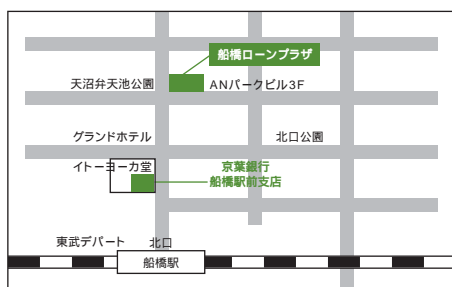 船橋ローンプラザ
天沼弁天池公園
ANパークビル3F
グランドホテル
北口公園
イトーヨーカ堂
京葉銀行
船橋駅前支店
東武デパート
北口
船橋駅